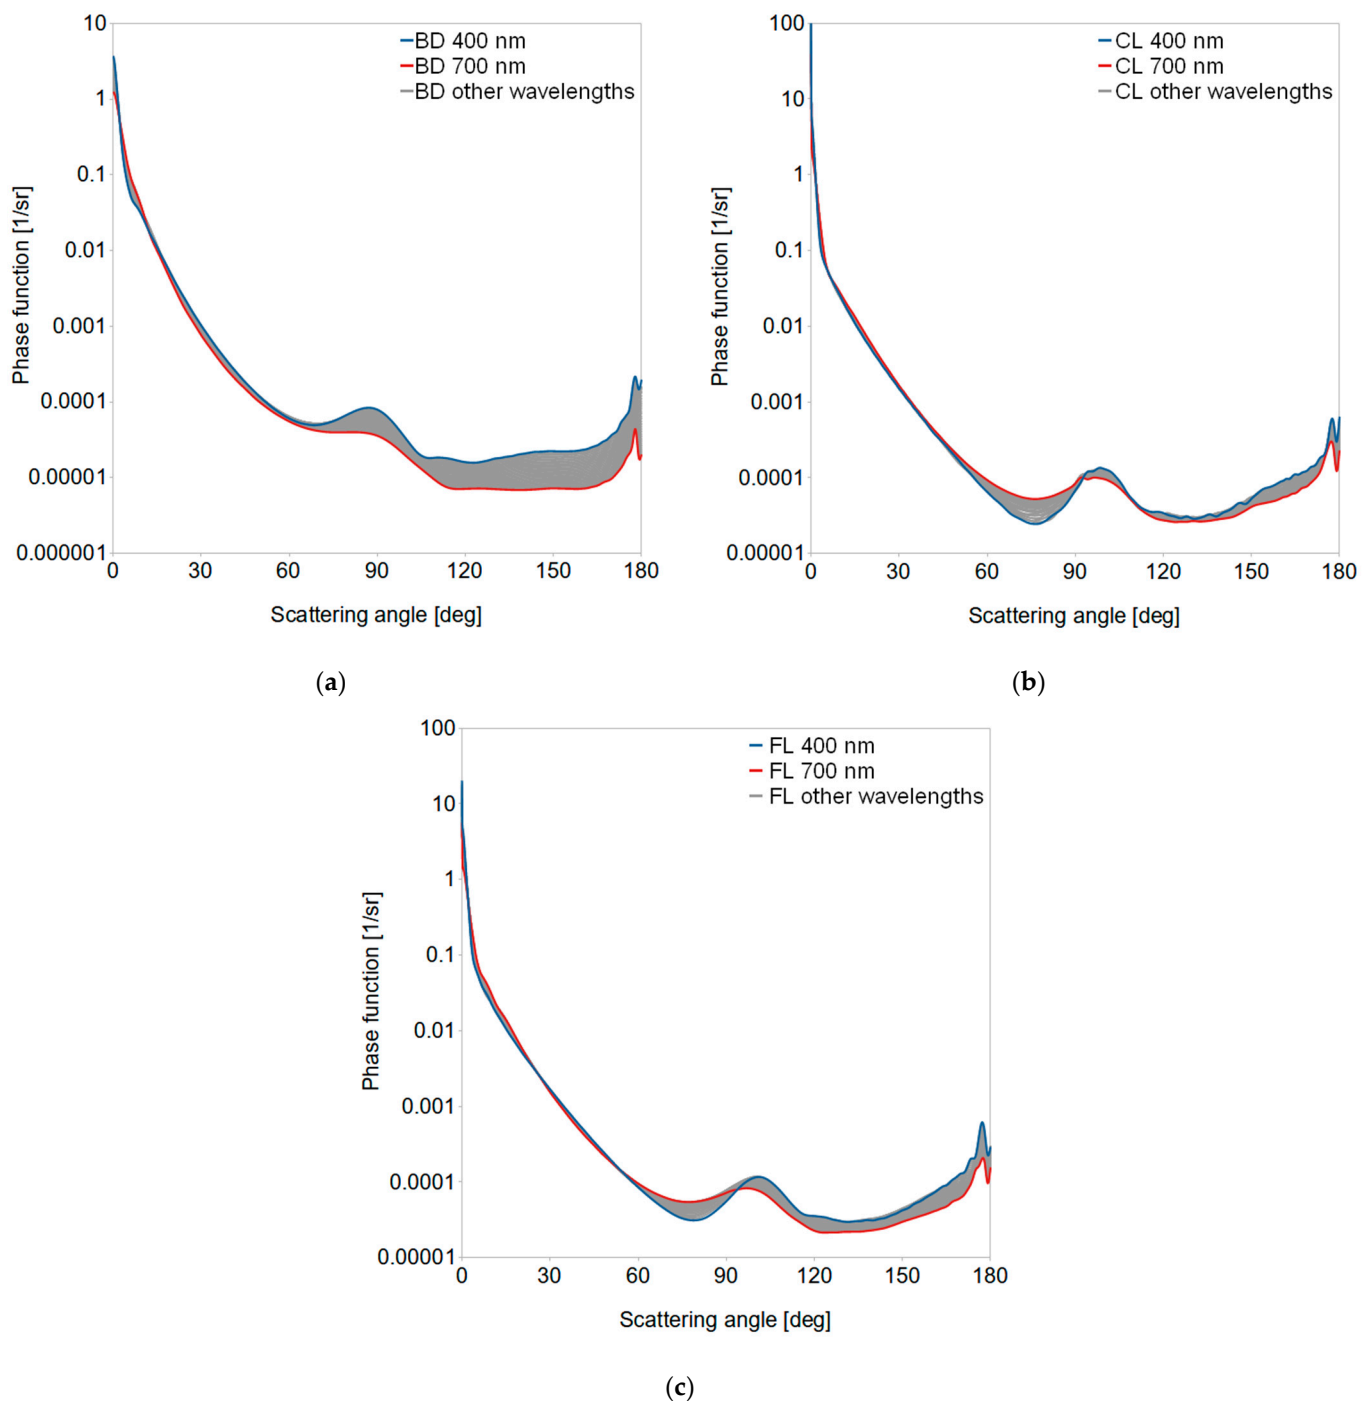 BD 400 nm
BD 700 nm
BD other wavelengths
10
1
0.1
0.01
0.001
0.0001
0.00001
0.000001
0 30 60 90 120 150 180
Phase function [1/sr]
Scattering angle [deg]
(a)
CL 400 nm
CL 700 nm
CL other wavelengths
100
10
1
0.1
0.01
0.001
0.0001
0.00001
0 30 60 90 120 150 180
Phase function [1/sr]
Scattering angle [deg]
(b)
FL 400 nm
FL 700 nm
FL other wavelengths
100
10
1
0.1
0.01
0.001
0.0001
0.00001
0 30 60 90 120 150 180
Phase function [1/sr]
Scattering angle [deg]
(c)